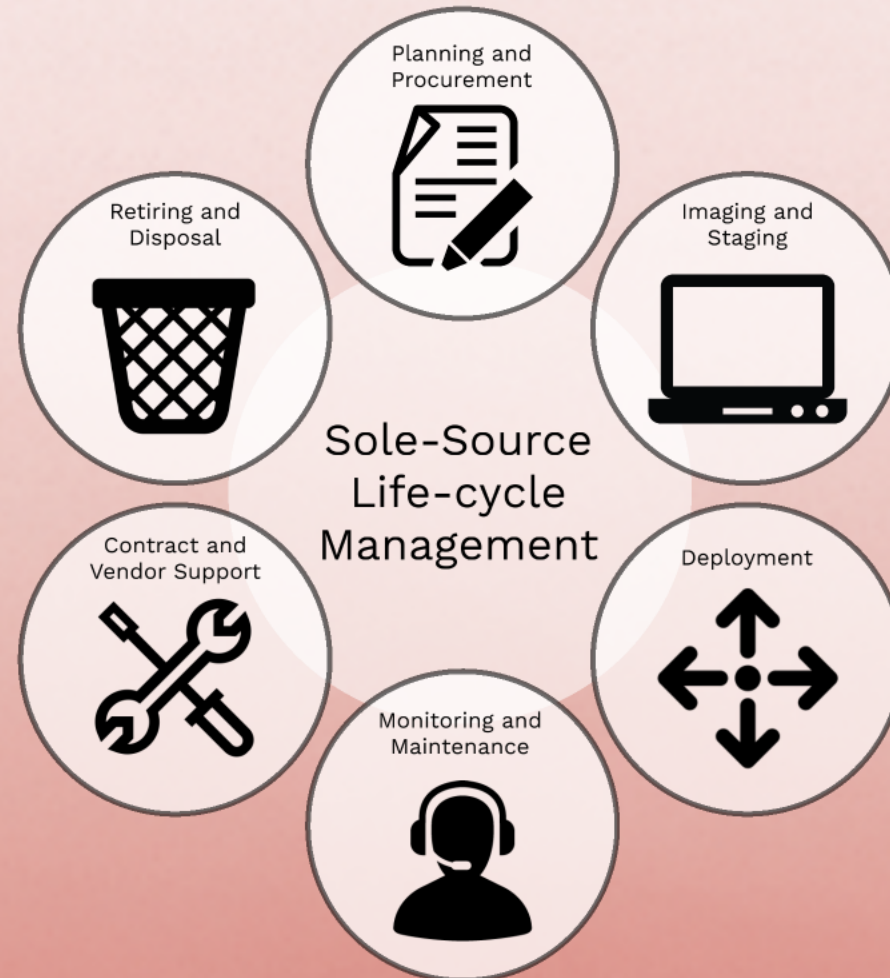 Planning and
Procurement
Imaging and
Staging
Deployment
Monitoring and
Maintenance
Contract and
Vendor Support
Retiring and
Disposal
Sole-Source
Life-cycle
Management